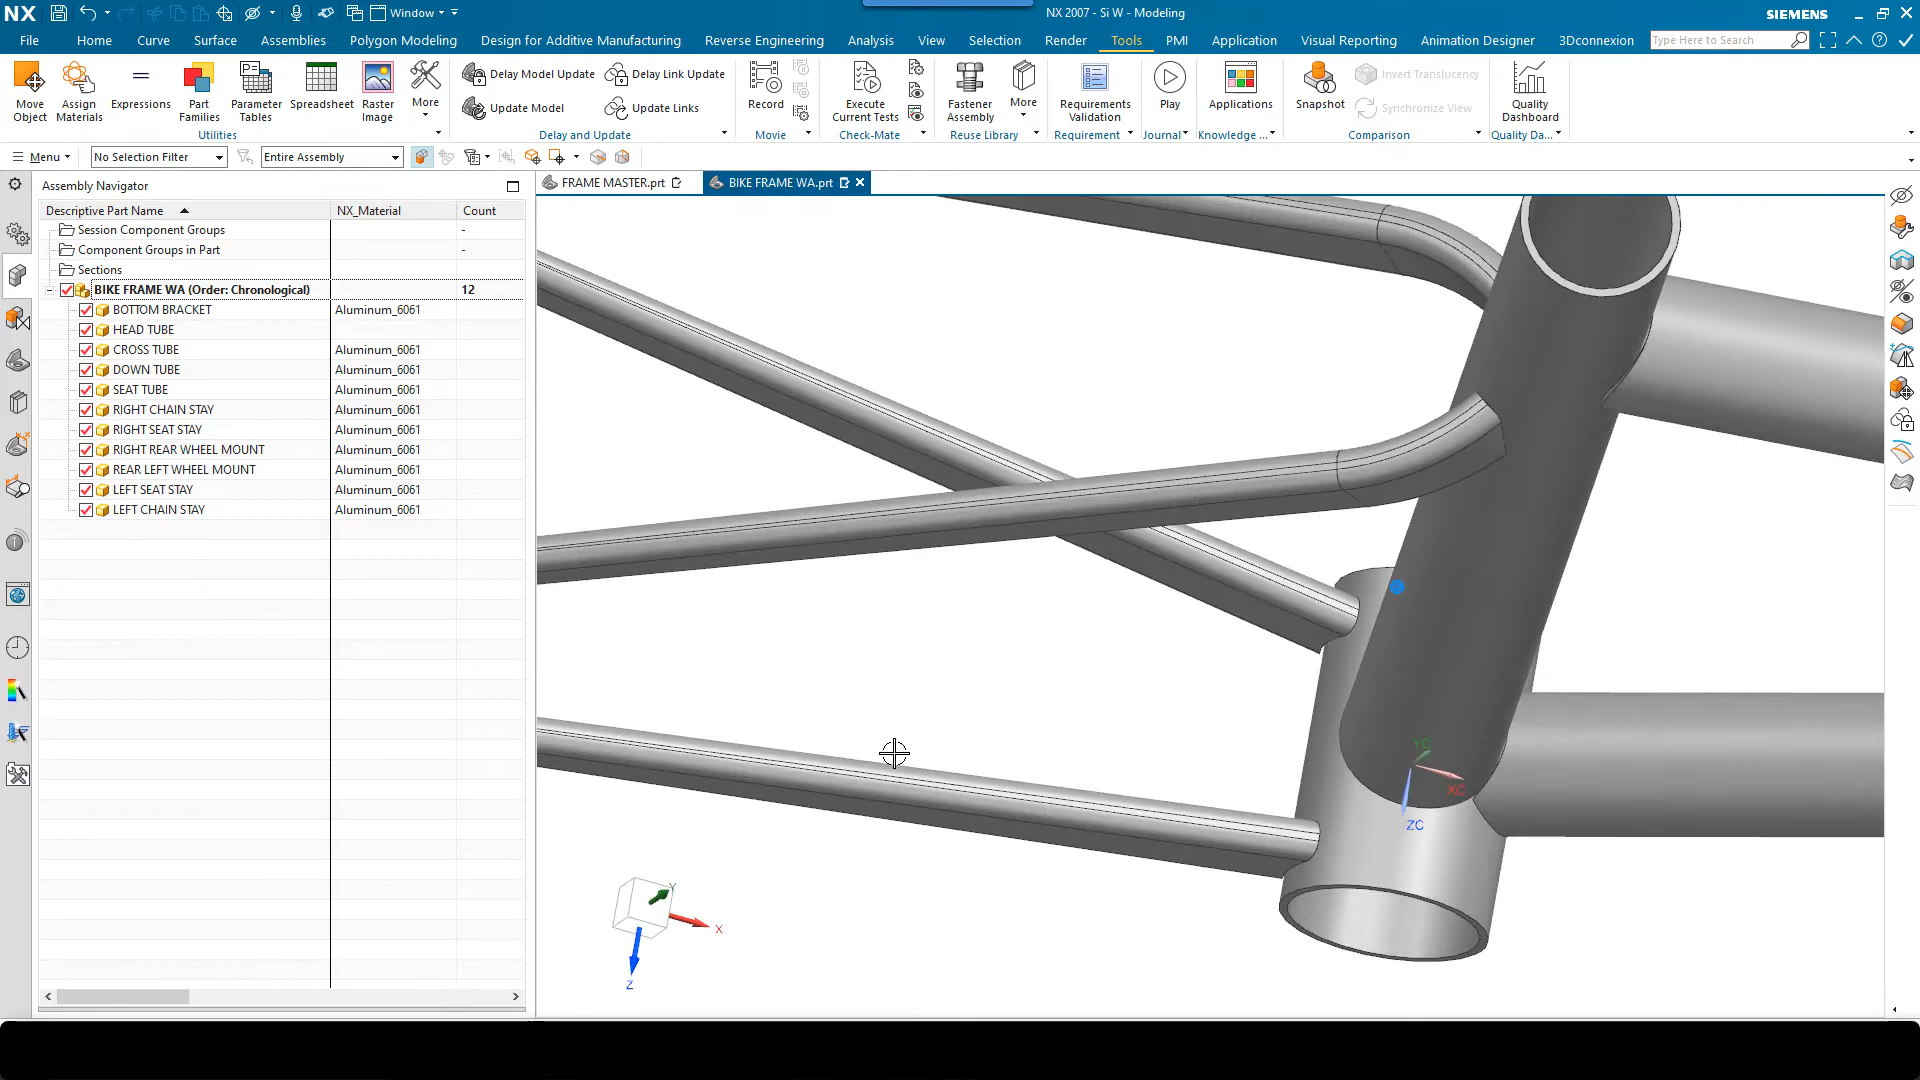 NX Window NX 2007 - Si W - Modeling SIEMENS
File Home Curve Surface Assemblies Polygon Modeling Design for Additive Manufacturing Reverse Engineering Analysis View Selection Render Tools PMI Application Visual Reporting Animation Designer 3Dconnexion Type Here to Search
Move Object
Assign Materials
Expressions
Part Families
Parameter Tables
Spreadsheet
Raster Image
More
Delay Model Update
Delay Link Update
Update Model
Update Links
Record
Execute Current Tests
Fastener Assembly
More
Requirements Validation
Play
Applications
Snapshot
Invert Translucency
Synchronize View
Quality Dashboard
Utilities Delay and Update Movie Check-Mate Reuse Library Requirement Journal Knowledge ... Comparison Quality Da...
Menu No Selection Filter Entire Assembly
Assembly Navigator
FRAME MASTER.prt BIKE FRAME WA.prt
Descriptive Part Name NX_Material Count
Session Component Groups -
Component Groups in Part -
Sections -
BIKE FRAME WA (Order: Chronological) 12
BOTTOM BRACKET Aluminum_6061
HEAD TUBE
CROSS TUBE Aluminum_6061
DOWN TUBE Aluminum_6061
SEAT TUBE Aluminum_6061
RIGHT CHAIN STAY Aluminum_6061
RIGHT SEAT STAY Aluminum_6061
RIGHT REAR WHEEL MOUNT Aluminum_6061
REAR LEFT WHEEL MOUNT Aluminum_6061
LEFT SEAT STAY Aluminum_6061
LEFT CHAIN STAY Aluminum_6061
YC
XC
ZC
Y
X
Z